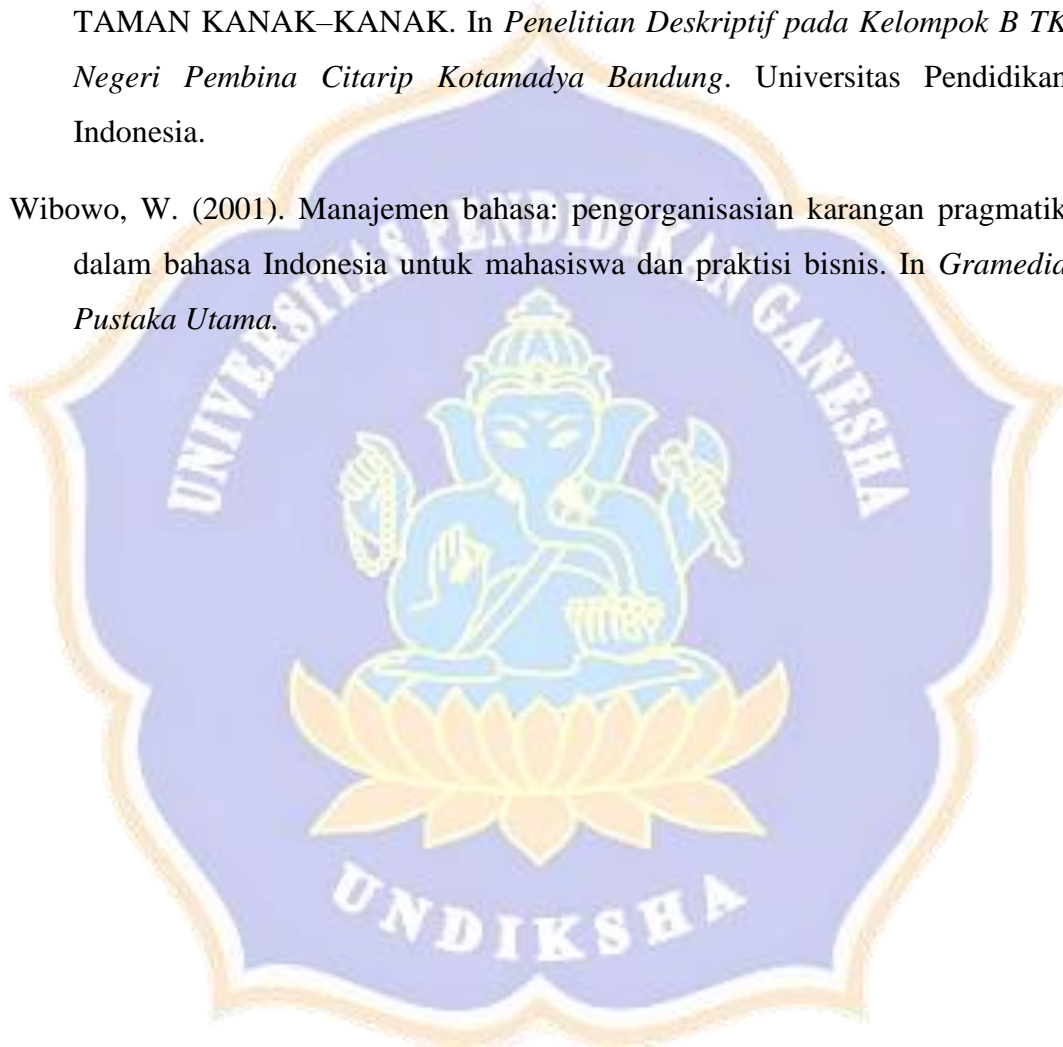 TAMAN KANAK–KANAK. In Penelitian Deskriptif pada Kelompok B TK
Negeri Pembina Citarip Kotamadya Bandung. Universitas Pendidikan
Indonesia.
Wibowo, W. (2001). Manajemen bahasa: pengorganisasian karangan pragmatik
dalam bahasa Indonesia untuk mahasiswa dan praktisi bisnis. In Gramedia
Pustaka Utama.
UNIVERSITAS PENDIDIKAN GANESHA
UNDIKSHA